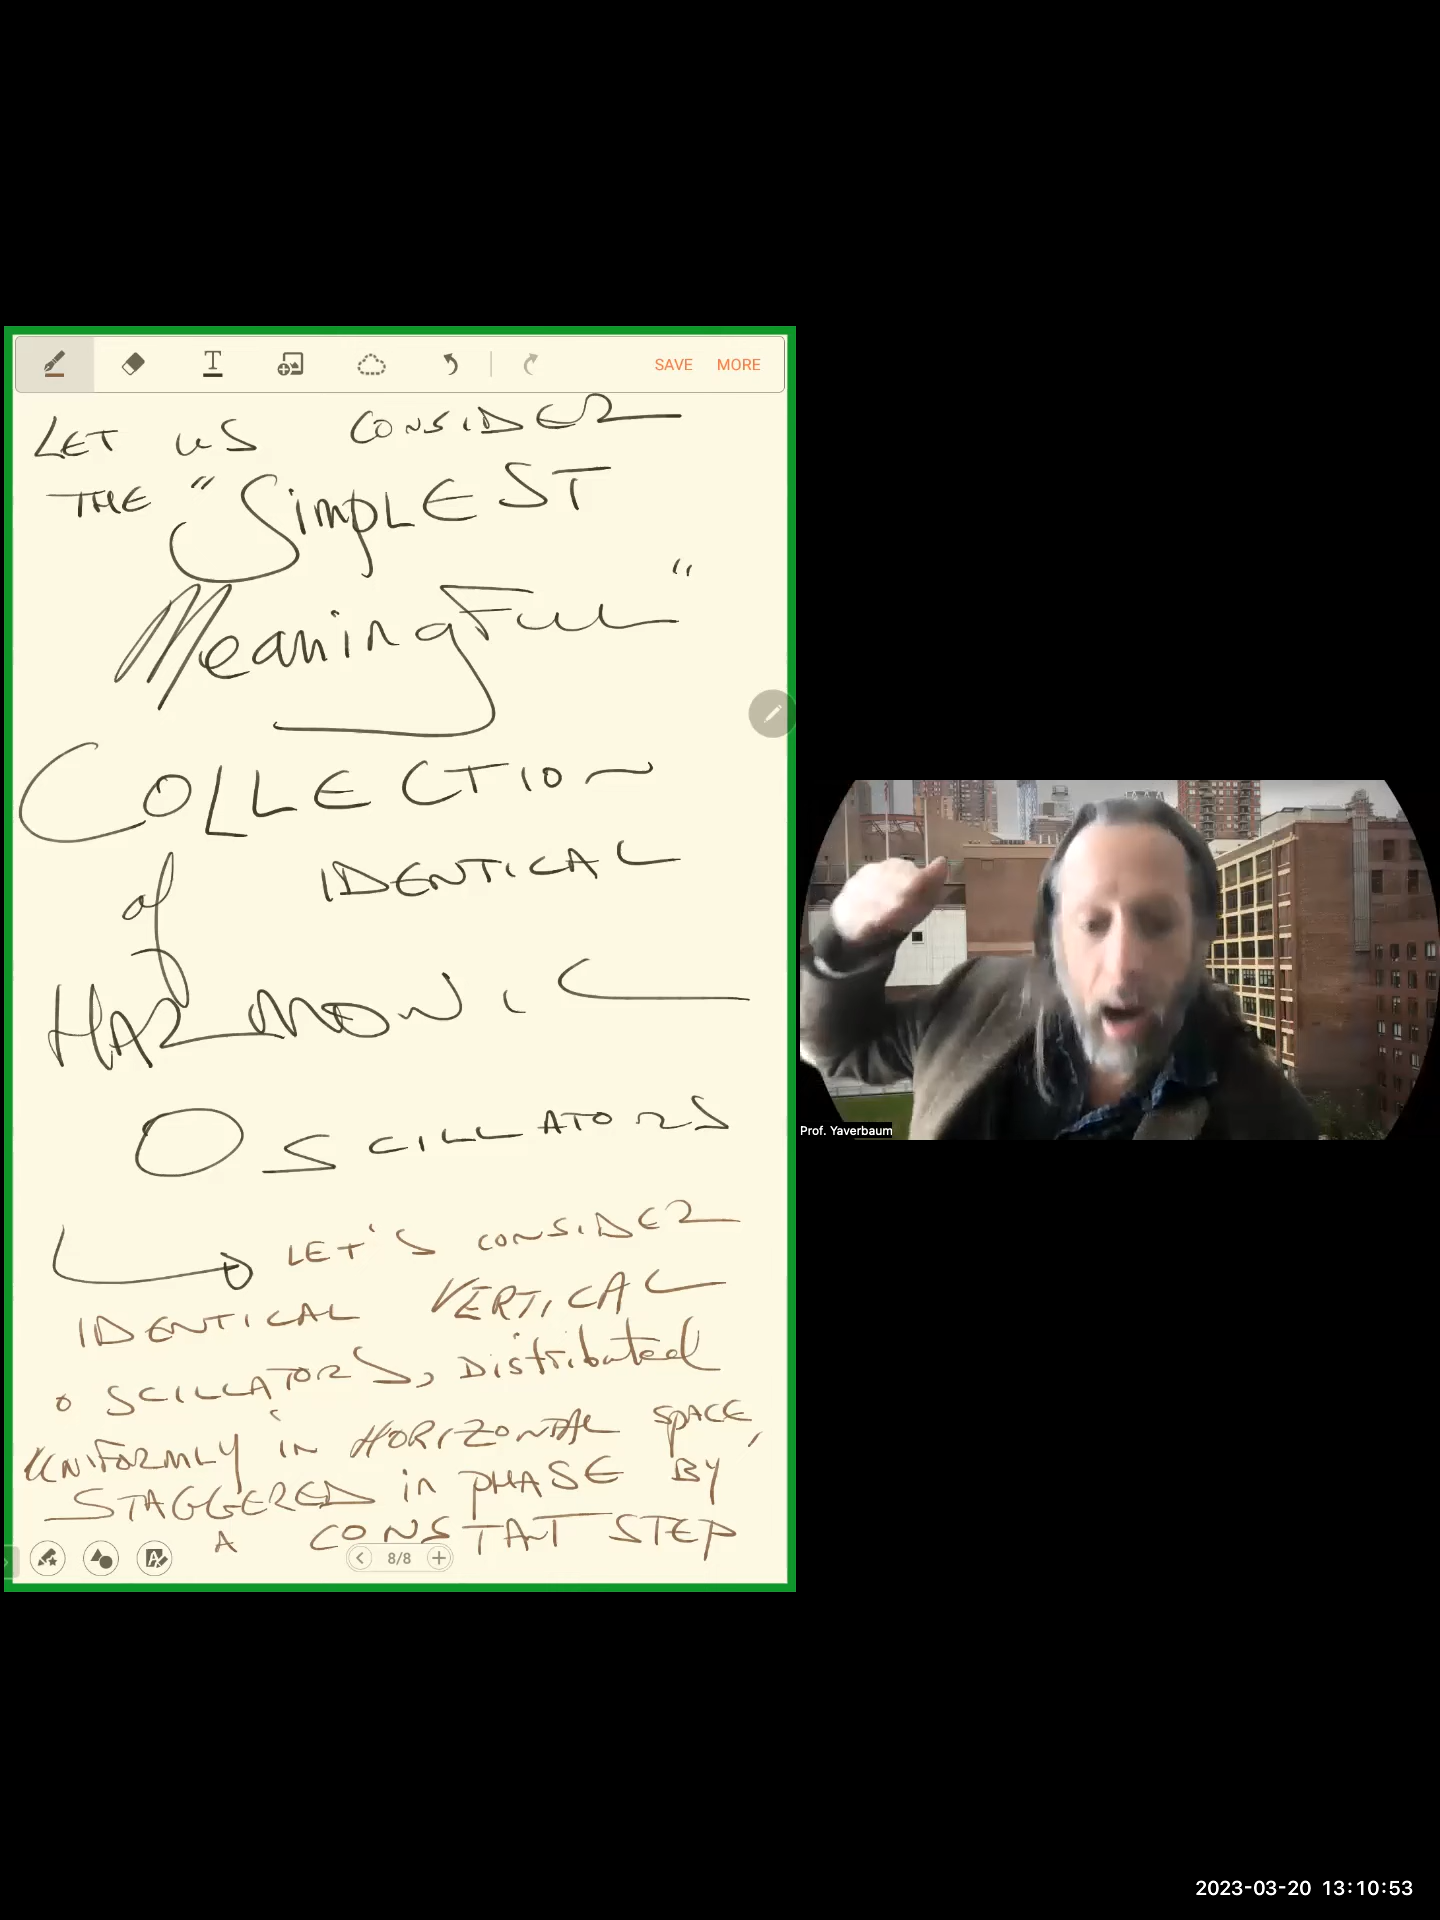 T
SAVE MORE
LET US CONSIDER
THE "SIMPLEST
MEANINGFUL"
COLLECTION
of IDENTICAL
HARMONIC
OSCILLATORS
LET'S CONSIDER
IDENTICAL VERTICAL
OSCILLATORS, DISTRIBUTED
UNIFORMLY IN HORIZONTAL SPACE,
STAGGERED in PHASE BY
A CONSTANT STEP
A
8/8
Prof. Yaverbaum
2023-03-20 13:10:53